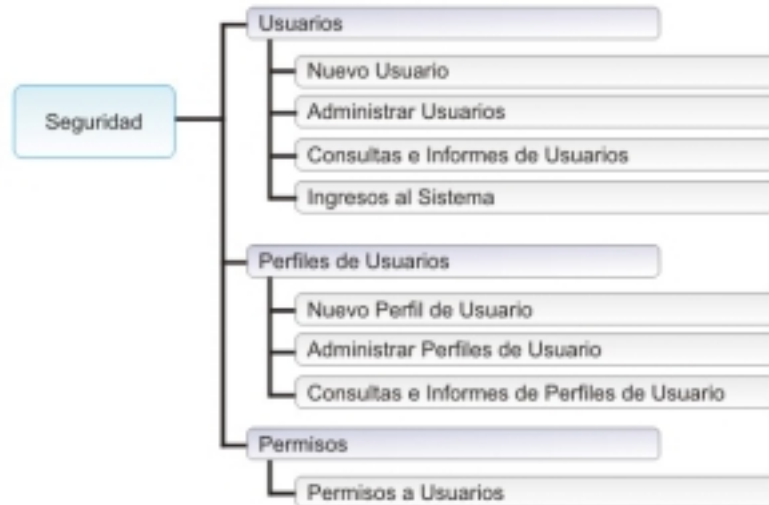 Seguridad
Usuarios
Nuevo Usuario
Administrar Usuarios
Consultas e Informes de Usuarios
Ingresos al Sistema
Perfiles de Usuarios
Nuevo Perfil de Usuario
Administrar Perfiles de Usuario
Consultas e Informes de Perfiles de Usuario
Permisos
Permisos a Usuarios